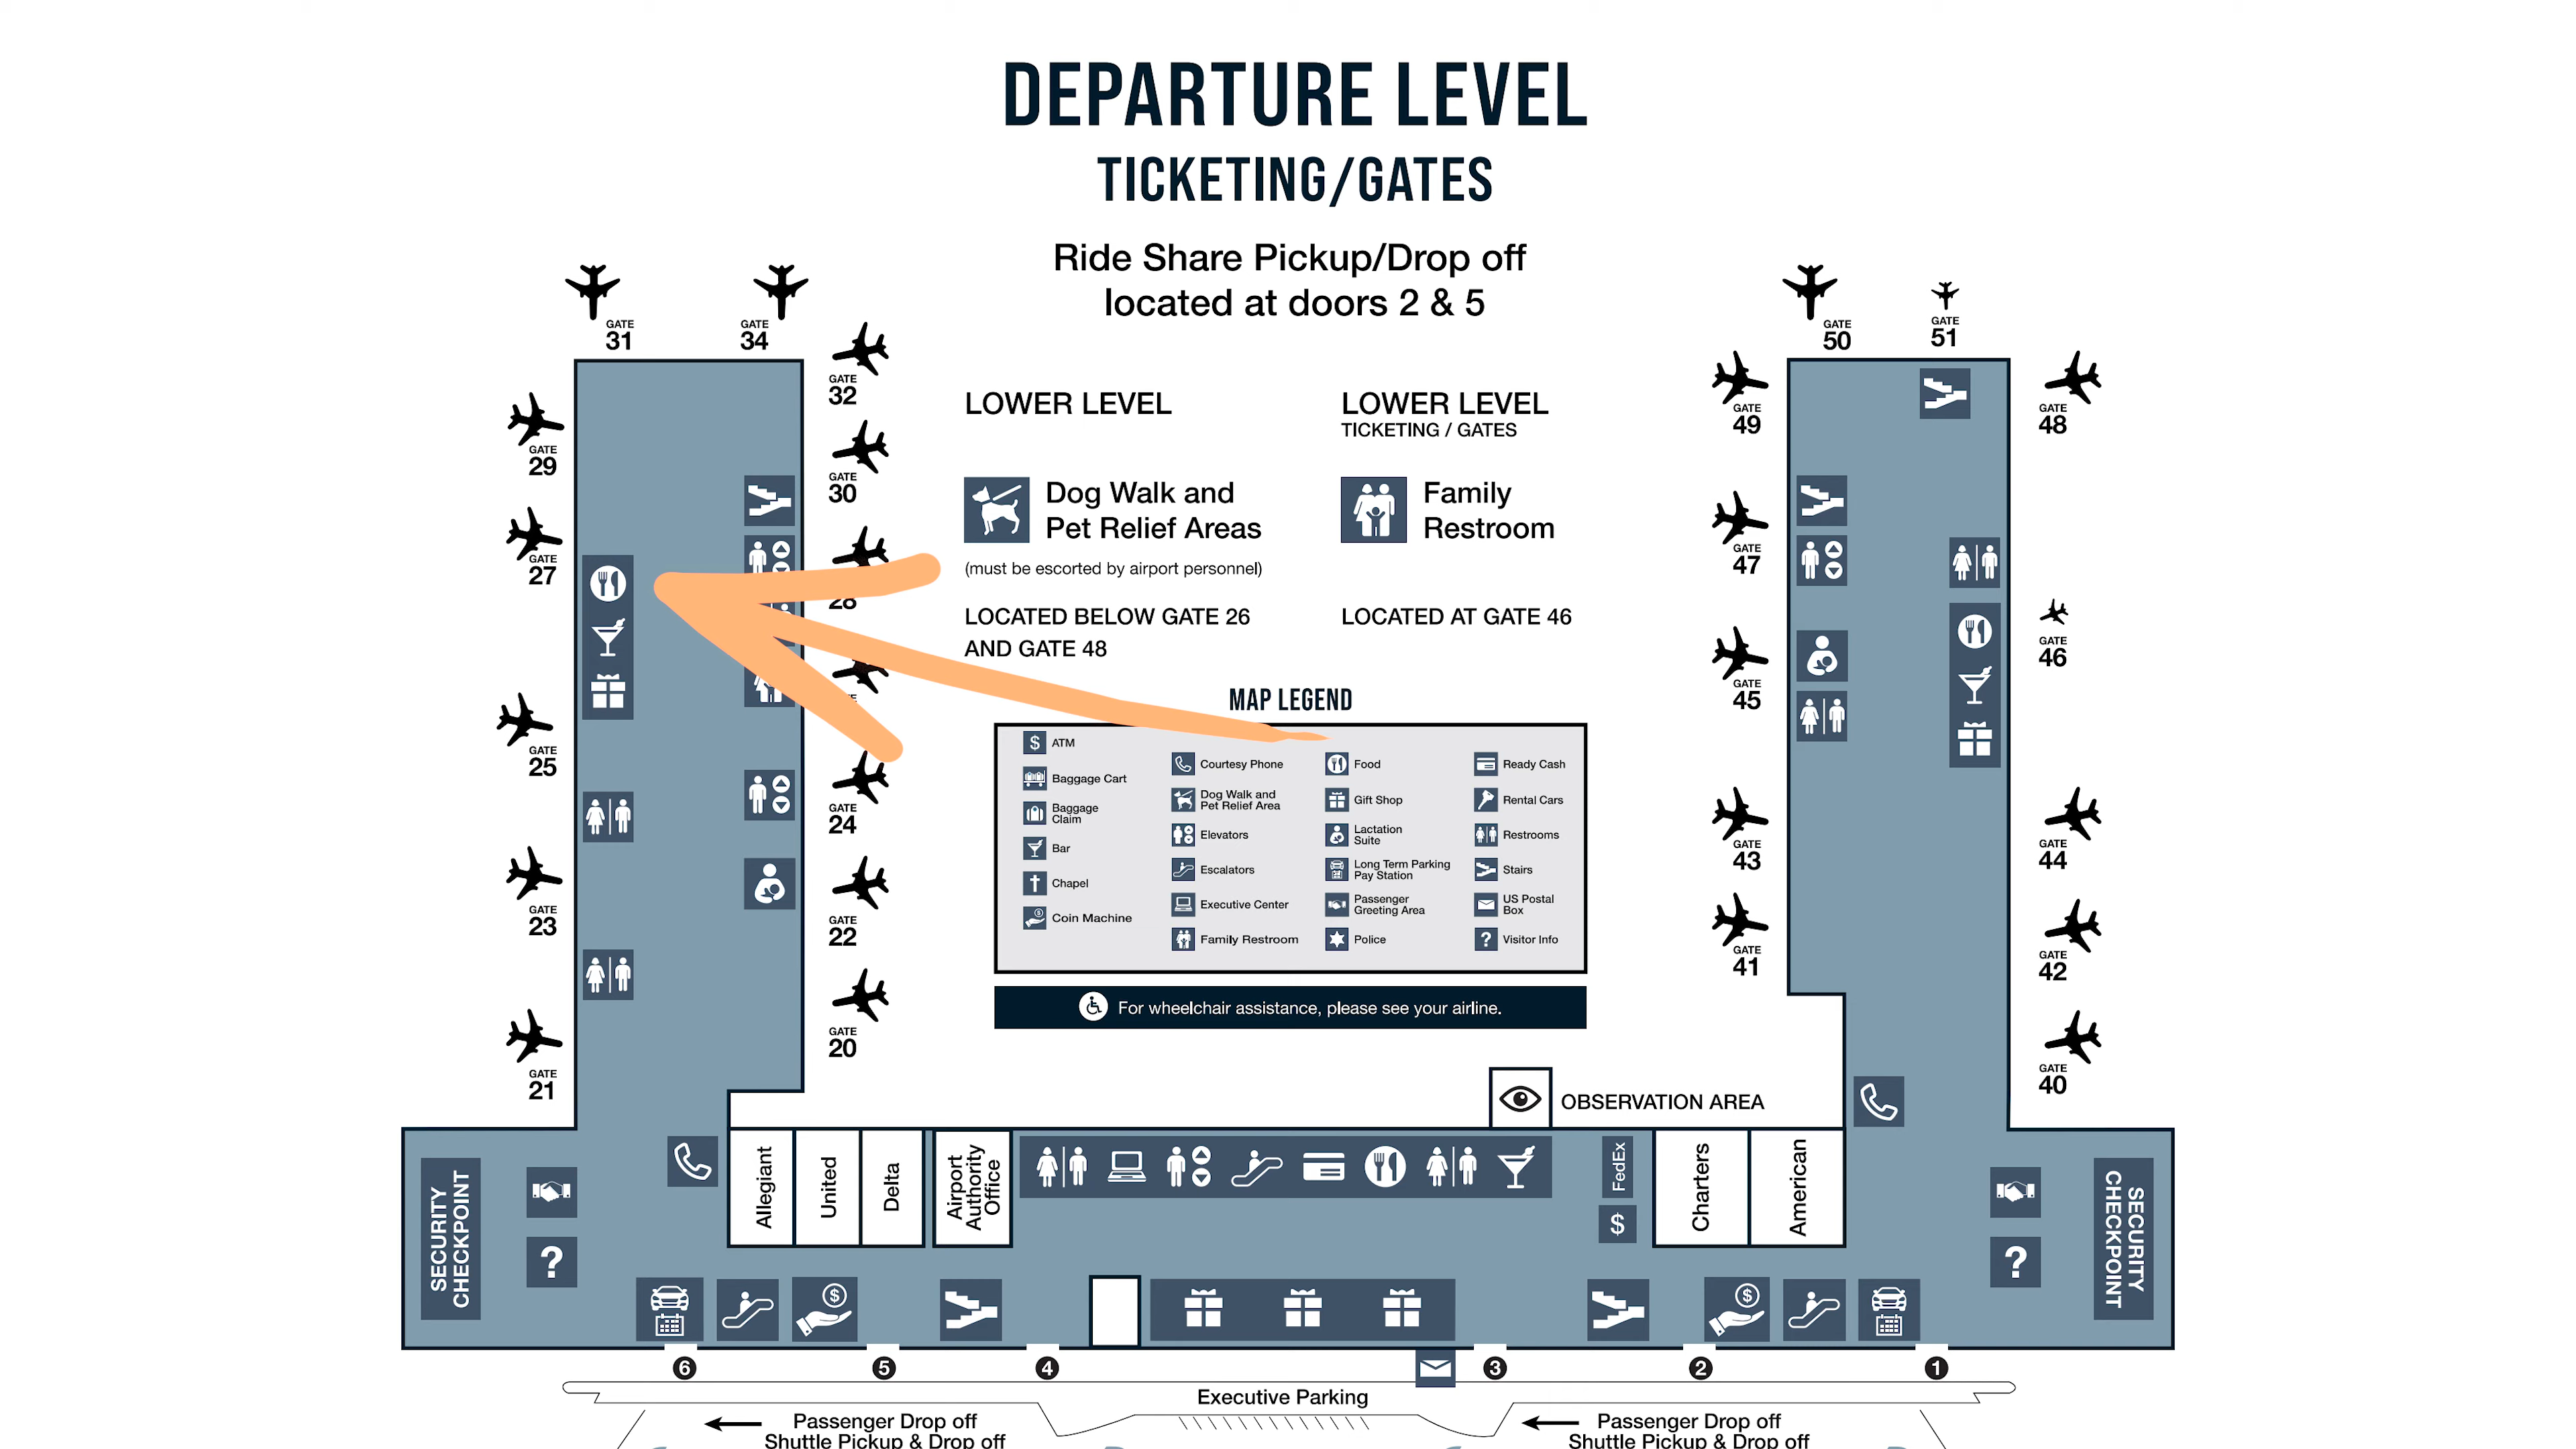 DEPARTURE LEVEL
TICKETING/GATES
Ride Share Pickup/Drop off
located at doors 2 & 5
GATE
31
GATE
34
GATE
32
GATE
29
GATE
30
GATE
27
28
GATE
25
GATE
24
GATE
23
GATE
22
GATE
20
GATE
21
LOWER LEVEL
Dog Walk and
Pet Relief Areas
(must be escorted by airport personnel)
LOCATED BELOW GATE 26
AND GATE 48
LOWER LEVEL
TICKETING / GATES
Family
Restroom
LOCATED AT GATE 46
GATE
50
GATE
51
GATE
49
GATE
48
GATE
47
GATE
46
GATE
45
GATE
43
GATE
44
GATE
41
GATE
42
GATE
40
MAP LEGEND
$ ATM
Baggage Cart
Baggage
Claim
Bar
Chapel
Coin Machine
Courtesy Phone
Dog Walk and
Pet Relief Area
Elevators
Escalators
Executive Center
Family Restroom
Food
Gift Shop
Lactation
Suite
Long Term Parking
Pay Station
Passenger
Greeting Area
Police
Ready Cash
Rental Cars
Restrooms
Stairs
US Postal
Box
? Visitor Info
For wheelchair assistance, please see your airline.
OBSERVATION AREA
SECURITY
CHECKPOINT
?
Allegiant
United
Delta
Airport
Authority
Office
FedEx
$
Charters
American
?
SECURITY
CHECKPOINT
$
$
6
5
4
3
2
1
Executive Parking
Passenger Drop off
Shuttle Pickup & Drop off
Passenger Drop off
Shuttle Pickup & Drop off